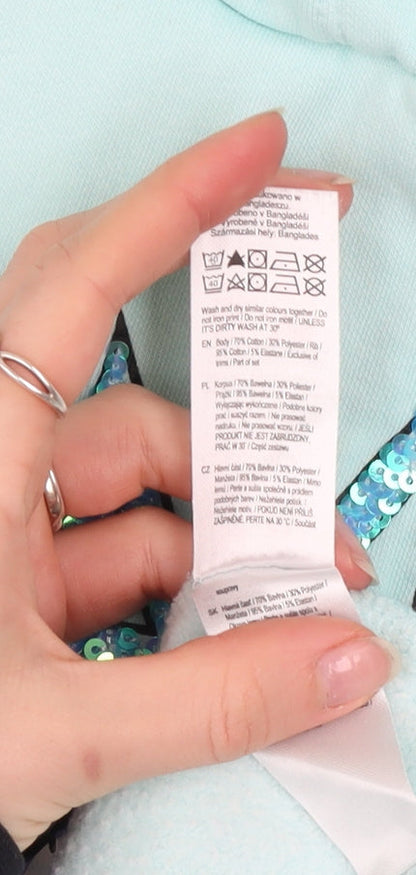 ukowano w
angladeszu.
obeno v Bangladéši
yrobené v Bangladéši
Származási hely: Banglades
40
40
Wash and dry similar colours together / Do
not iron print / Do not iron motif / UNLESS
IT'S DIRTY WASH AT 30°
EN Body / 70% Cotton / 30% Polyester / Rib /
95% Cotton / 5% Elastane / Exclusive of
trims / Part of set
PL Korpus / 70% Bawełna / 30% Poliester /
Prążki / 95% Bawełna / 5% Elastan /
Wyłączając wykończenie / Podobne kolory
prać i suszyć razem. / Nie prasować
nadruku. / Nie prasować wzoru. / JEŚLI
PRODUKT NIE JEST ZABRUDZONY,
PRAĆ W 30° / Część zestawu
CZ Hlavní část / 70% Bavlna / 30% Polyester /
Manžeta / 95% Bavlna / 5% Elastan / Mimo
lemů / Perte a sušte společně s prádlem
podobných barev / Nežehlete potisk /
Nežehlete motiv. / POKUD NENÍ PŘÍLIŠ
ZAŠPINĚNÉ, PERTE NA 30 °C / Součást
soupravy
SK Hlavná časť / 70% Bavlna / 30% Polyester /
Manžeta / 95% Bavlna / 5% Elastan /